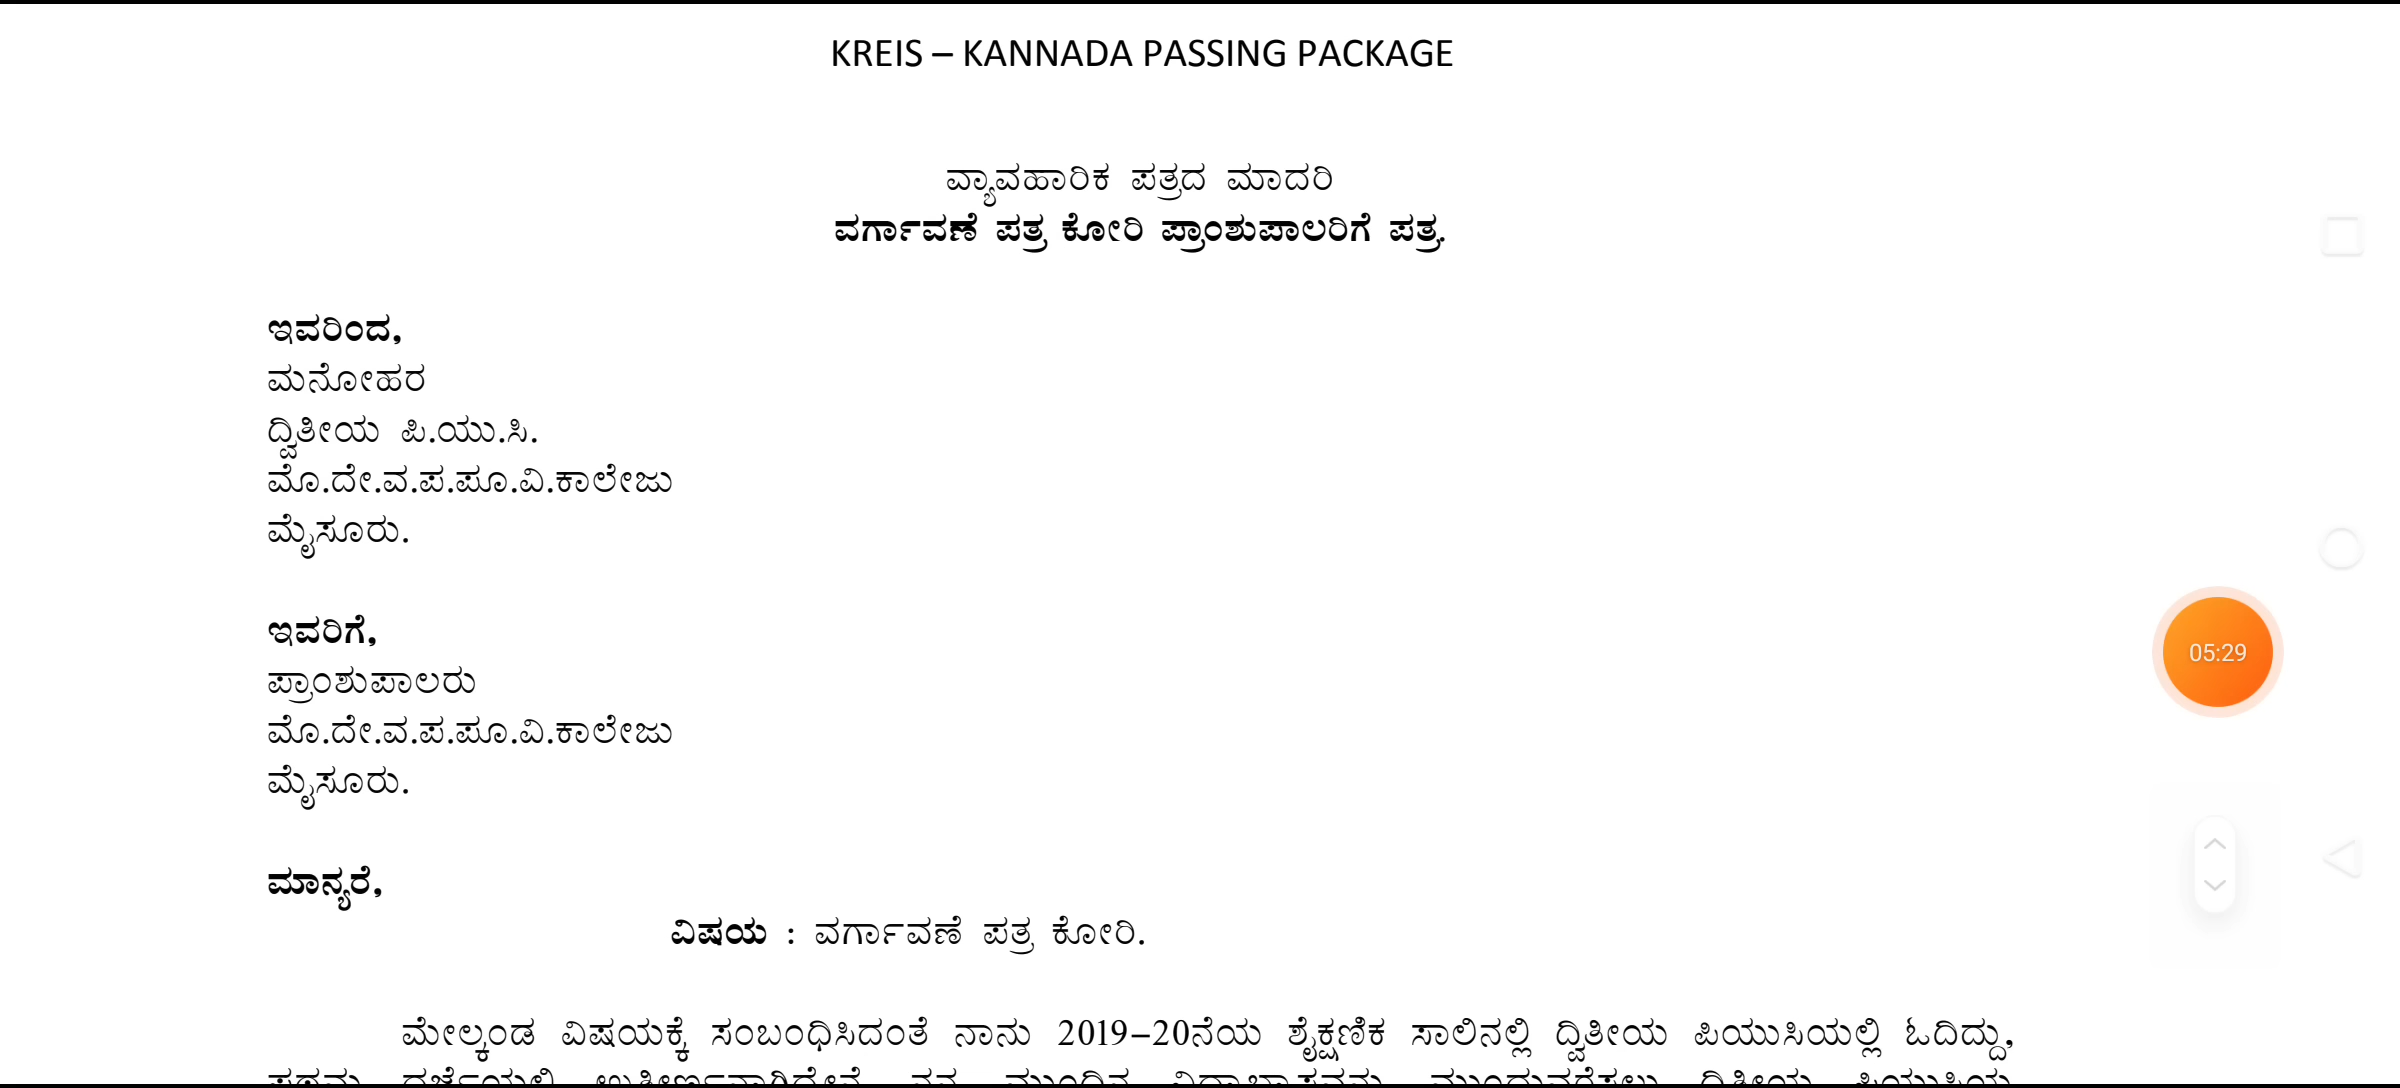 KREIS – KANNADA PASSING PACKAGE
ವ್ಯಾವಹಾರಿಕ ಪತ್ರದ ಮಾದರಿ
ವರ್ಗಾವಣೆ ಪತ್ರ ಕೋರಿ ಪ್ರಾಂಶುಪಾಲರಿಗೆ ಪತ್ರ.
ಇವರಿಂದ,
ಮನೋಹರ
ದ್ವಿತೀಯ ಪಿ.ಯು.ಸಿ.
ಮೊ.ದೇ.ವ.ಪ.ಪೂ.ವಿ.ಕಾಲೇಜು
ಮೈಸೂರು.
ಇವರಿಗೆ,
05:29
ಪ್ರಾಂಶುಪಾಲರು
ಮೊ.ದೇ.ವ.ಪ.ಪೂ.ವಿ.ಕಾಲೇಜು
ಮೈಸೂರು.
ಮಾನ್ಯರೆ,
ವಿಷಯ : ವರ್ಗಾವಣೆ ಪತ್ರ ಕೋರಿ.
ಮೇಲ್ಕಂಡ ವಿಷಯಕ್ಕೆ ಸಂಬಂಧಿಸಿದಂತೆ ನಾನು 2019–20ನೆಯ ಶೈಕ್ಷಣಿಕ ಸಾಲಿನಲ್ಲಿ ದ್ವಿತೀಯ ಪಿಯುಸಿಯಲ್ಲಿ ಓದಿದ್ದು,